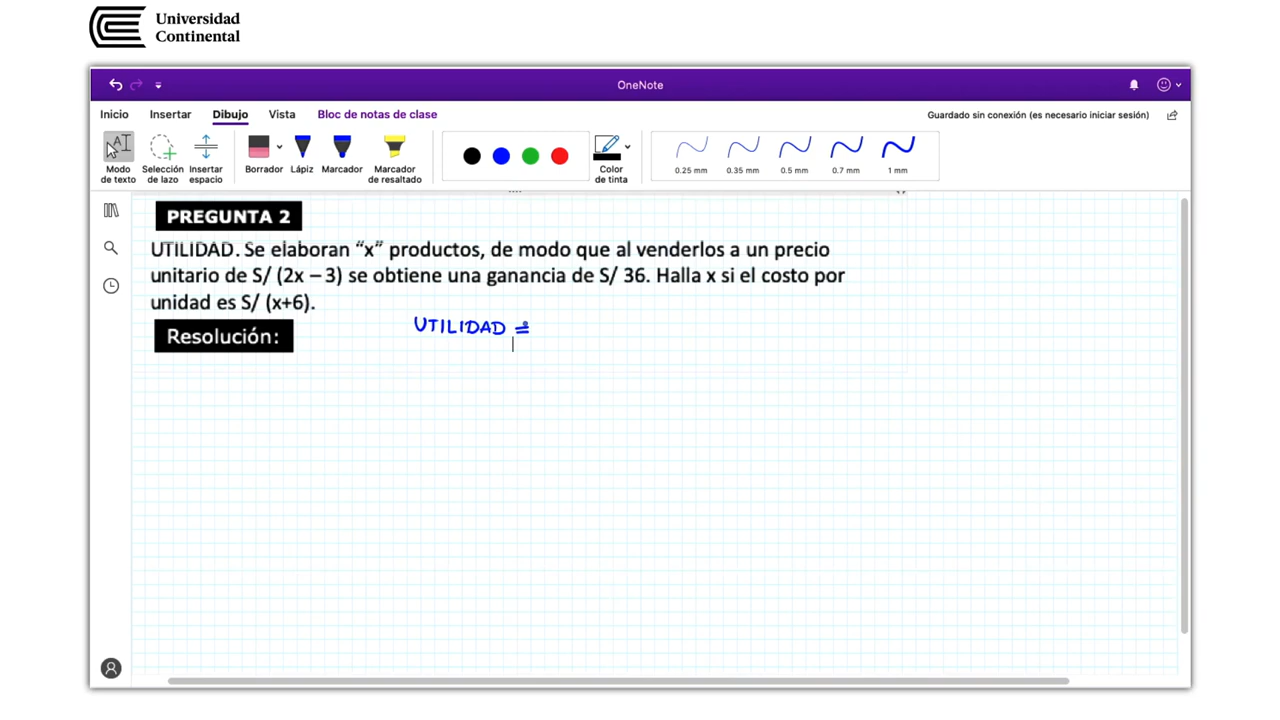 Universidad
Continental
OneNote
Inicio
Insertar
Dibujo
Vista
Bloc de notas de clase
Guardado sin conexión (es necesario iniciar sesión)
Modo
de texto
Selección
de lazo
Insertar
espacio
Borrador
Lápiz
Marcador
Marcador
de resaltado
Color
de tinta
0.25 mm
0.35 mm
0.5 mm
0.7 mm
1 mm
PREGUNTA 2
UTILIDAD. Se elaboran “x” productos, de modo que al venderlos a un precio
unitario de S/ (2x – 3) se obtiene una ganancia de S/ 36. Halla x si el costo por
unidad es S/ (x+6).
Resolución:
UTILIDAD =